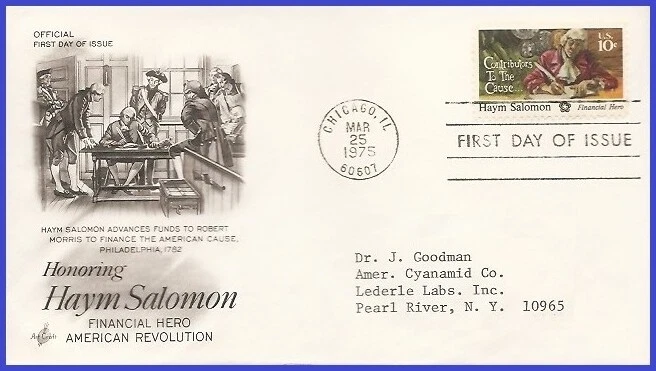 OFFICIAL
FIRST DAY OF ISSUE
HAYM SALOMON ADVANCES FUNDS TO ROBERT
MORRIS TO FINANCE THE AMERICAN CAUSE,
PHILADELPHIA, 1782
Honoring
Haym Salomon
FINANCIAL HERO
AMERICAN REVOLUTION
Art Craft
CHICAGO, IL
MAR
25
1975
60607
U.S.
10c
Contributors
To The
Cause...
Haym Salomon
Financial Hero
FIRST DAY OF ISSUE
Dr. J. Goodman
Amer. Cyanamid Co.
Lederle Labs. Inc.
Pearl River, N. Y. 10965